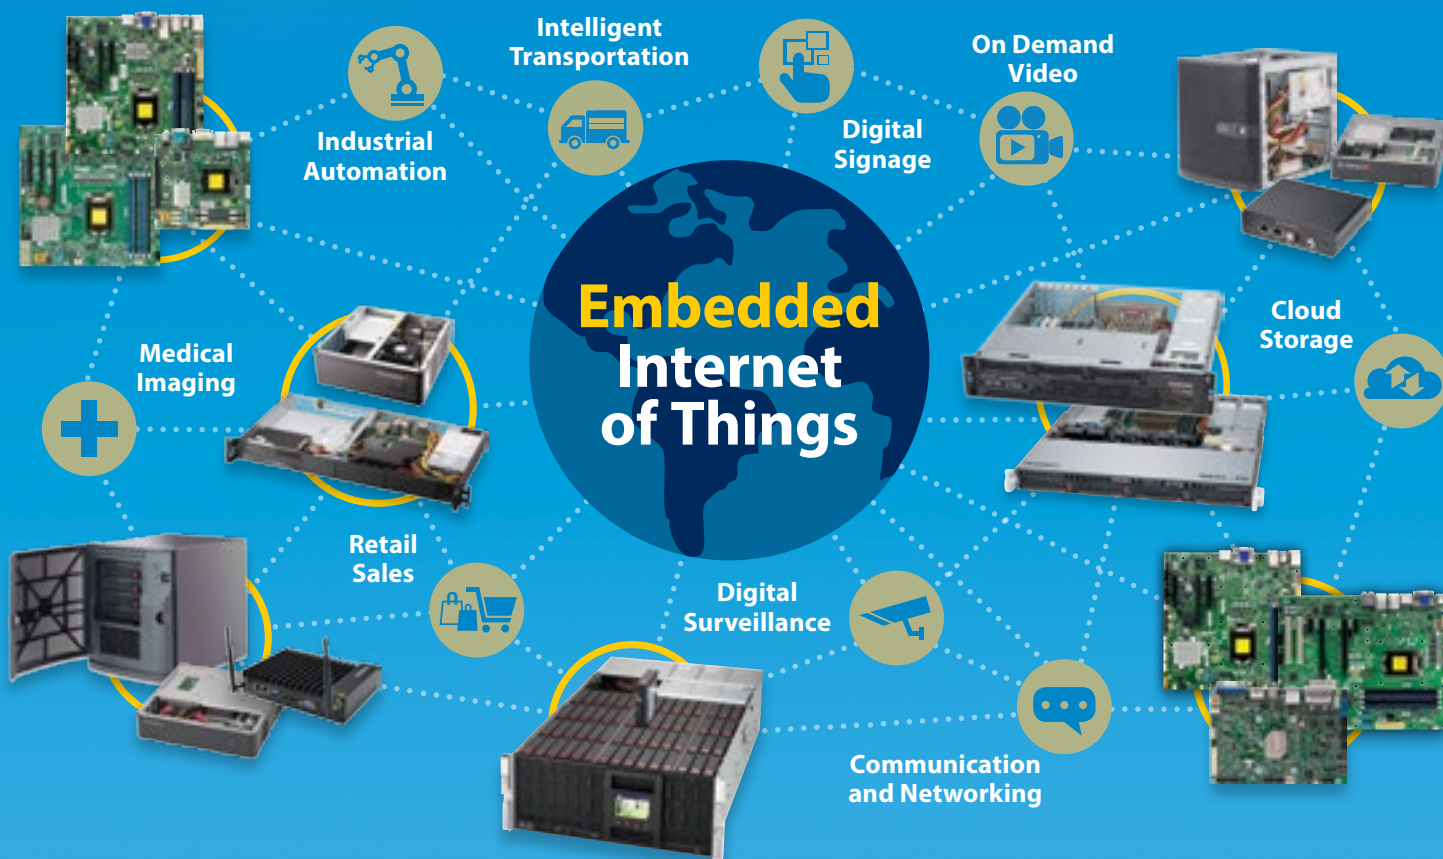 Intelligent
Transportation
On Demand
Video
Industrial
Automation
Digital
Signage
Embedded
Internet
of Things
Cloud
Storage
Medical
Imaging
Retail
Sales
Digital
Surveillance
Communication
and Networking